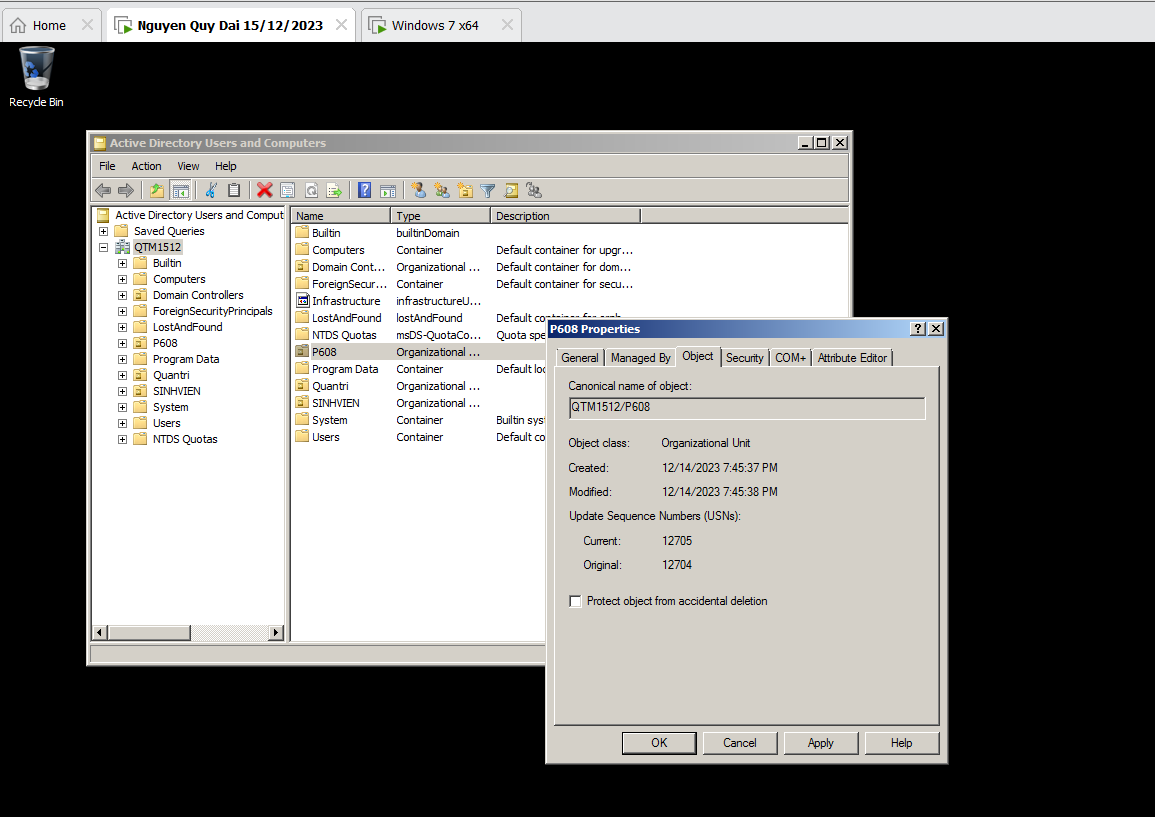 Home
Nguyen Quy Dai 15/12/2023
Windows 7 x64
Recycle Bin
Active Directory Users and Computers
File Action View Help
Active Directory Users and Comput
Saved Queries
QTM1512
Builtin
Computers
Domain Controllers
ForeignSecurityPrincipals
LostAndFound
P608
Program Data
Quantri
SINHVIEN
System
Users
NTDS Quotas
Name Type Description
Builtin builtinDomain
Computers Container Default container for upgr...
Domain Cont... Organizational ... Default container for dom...
ForeignSecur... Container Default container for secu...
Infrastructure infrastructureU...
LostAndFound lostAndFound Default container for orph
NTDS Quotas msDS-QuotaCo... Quota spe
P608 Organizational ...
Program Data Container Default loc
Quantri Organizational ...
SINHVIEN Organizational ...
System Container Builtin syst
Users Container Default co
P608 Properties
General Managed By Object Security COM+ Attribute Editor
Canonical name of object:
QTM1512/P608
Object class: Organizational Unit
Created: 12/14/2023 7:45:37 PM
Modified: 12/14/2023 7:45:38 PM
Update Sequence Numbers (USNs):
Current: 12705
Original: 12704
Protect object from accidental deletion
OK Cancel Apply Help